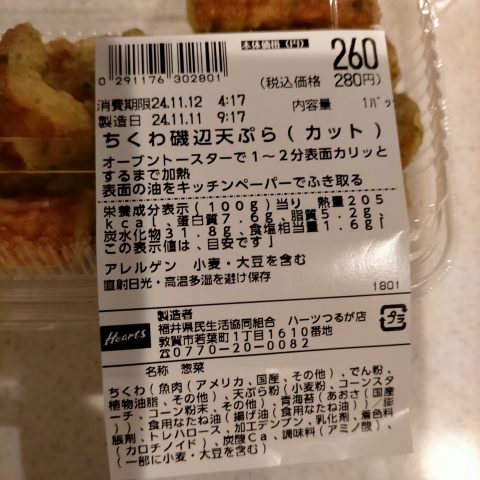 本体価格(円) 260
0 291176 302801
(税込価格 280円)
消費期限24.11.12 4:17 内容量 1パック
製造日 24.11.11 9:17
ちくわ磯辺天ぷら(カット)
オーブントースターで1～2分表面カリッと
するまで加熱
表面の油をキッチンペーパーでふき取る
栄養成分表示(100g)当り 熱量205
kcal、蛋白質7.6g、脂質5.2g、
炭水化物31.8g、食塩相当量1.6g「
この表示値は、目安です」
アレルゲン 小麦・大豆を含む
直射日光・高温多湿を避け保存
1801
製造者
Hearts 福井県民生活協同組合 ハーツつるが店
敦賀市若葉町1丁目1610番地
☎0770-20-0082
プラ
名称 惣菜
ちくわ(魚肉(アメリカ、国産、その他)、でん粉、
植物油脂、その他)、天ぷら粉(小麦粉、コーンスタ
ーチ、コーン粉末、その他)、青海苔(あおさ(国産
))、食用なたね油(揚げ油(食用なたね油))/膨
脹剤、トレハロース、加工デンプン、乳化剤、着色料
(カロチノイド)、炭酸Ca、調味料(アミノ酸)、
(一部に小麦・大豆を含む)